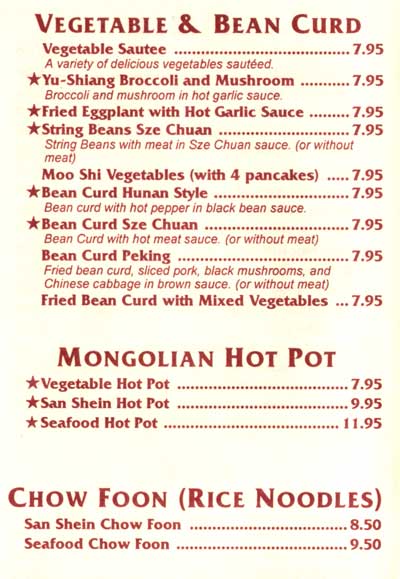 VEGETABLE & BEAN CURD
Vegetable Sautee ................................ 7.95
A variety of delicious vegetables sautéed.
★Yu-Shiang Broccoli and Mushroom ......... 7.95
Broccoli and mushroom in hot garlic sauce.
★Fried Eggplant with Hot Garlic Sauce ....... 7.95
★String Beans Sze Chuan ......................... 7.95
String Beans with meat in Sze Chuan sauce. (or without
meat)
Moo Shi Vegetables (with 4 pancakes) ..... 7.95
★Bean Curd Hunan Style .......................... 7.95
Bean curd with hot pepper in black bean sauce.
★Bean Curd Sze Chuan ........................... 7.95
Bean Curd with hot meat sauce. (or without meat)
Bean Curd Peking ............................... 7.95
Fried bean curd, sliced pork, black mushrooms, and
Chinese cabbage in brown sauce. (or without meat)
Fried Bean Curd with Mixed Vegetables ... 7.95
MONGOLIAN HOT POT
★Vegetable Hot Pot ............................... 7.95
★San Shein Hot Pot ............................... 9.95
★Seafood Hot Pot ................................ 11.95
CHOW FOON (RICE NOODLES)
San Shein Chow Foon ............................ 8.50
Seafood Chow Foon .............................. 9.50